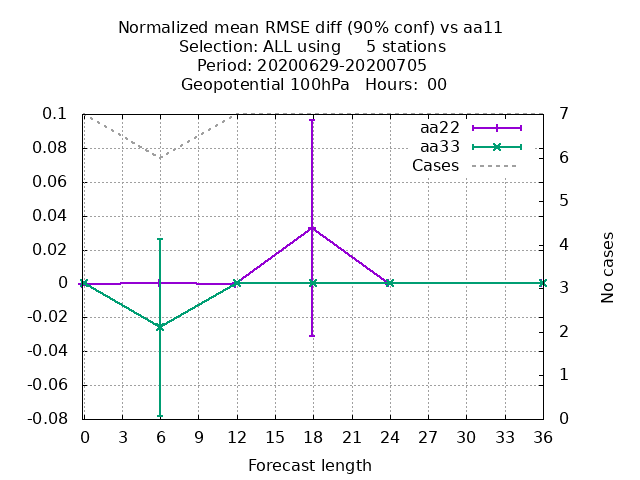 Normalized mean RMSE diff (90% conf) vs aa11
Selection: ALL using     5 stations
Period: 20200629-20200705
Geopotential 100hPa   Hours:  00
0.1
0.08
0.06
0.04
0.02
0
-0.02
-0.04
-0.06
-0.08
aa22
aa33
Cases
7
6
5
4
3
2
1
0
No cases
0 3 6 9 12 15 18 21 24 27 30 33 36
Forecast length